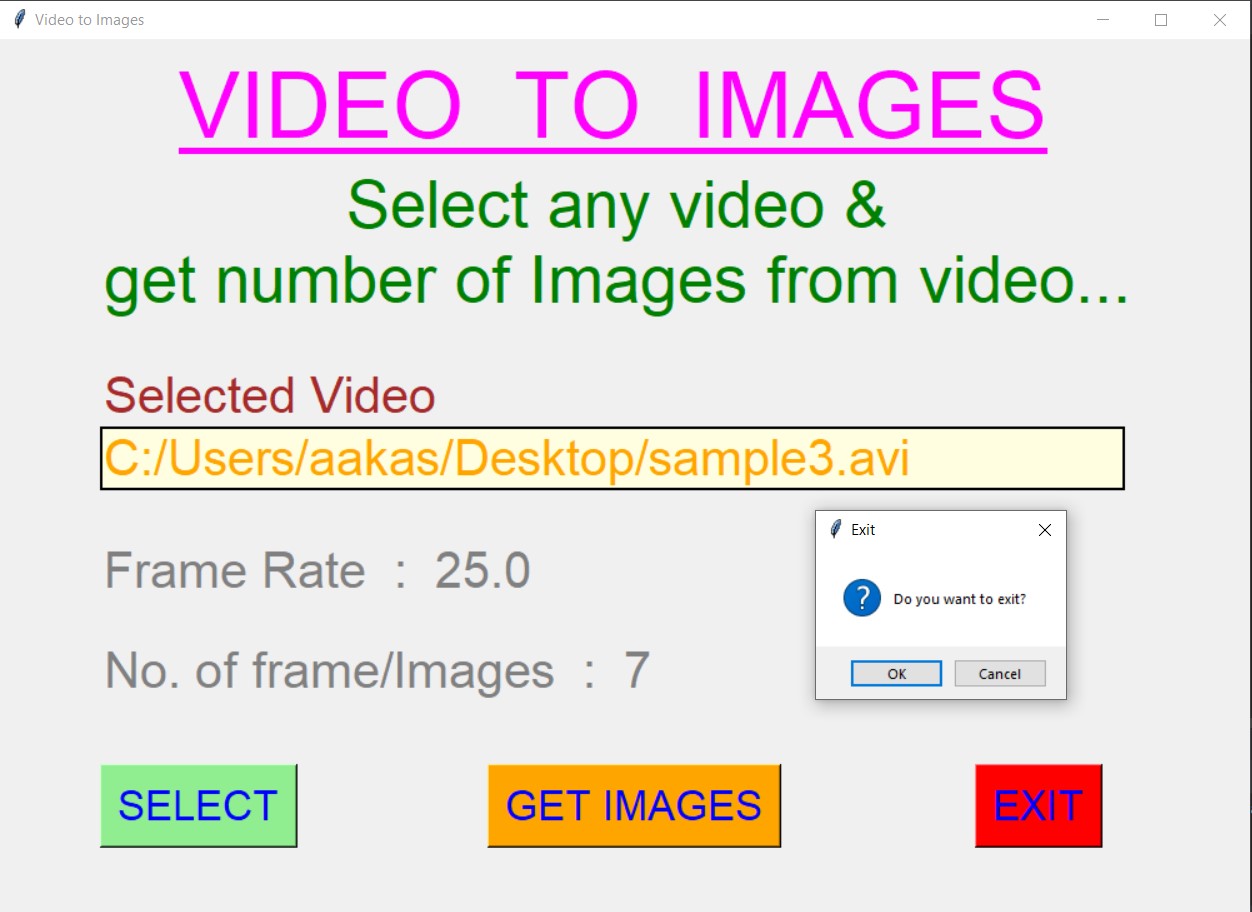 Video to Images
VIDEO TO IMAGES
Select any video &
get number of Images from video...
Selected Video
C:/Users/aakas/Desktop/sample3.avi
Frame Rate : 25.0
No. of frame/Images : 7
Exit
Do you want to exit?
OK Cancel
SELECT GET IMAGES EXIT